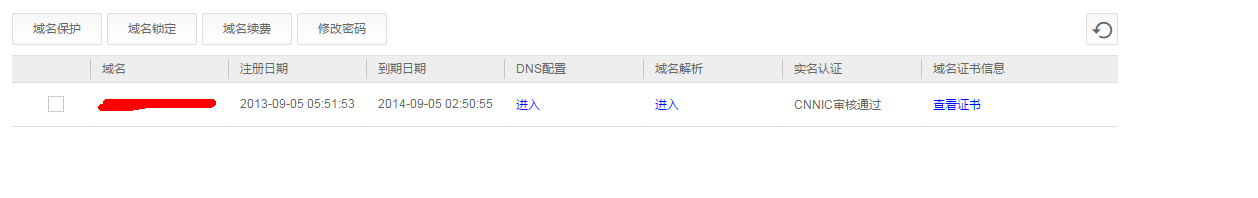 域名保护 域名锁定 域名续费 修改密码
域名 注册日期 到期日期 DNS配置 域名解析 实名认证 域名证书信息
2013-09-05 05:51:53 2014-09-05 02:50:55 进入 进入 CNNIC审核通过 查看证书